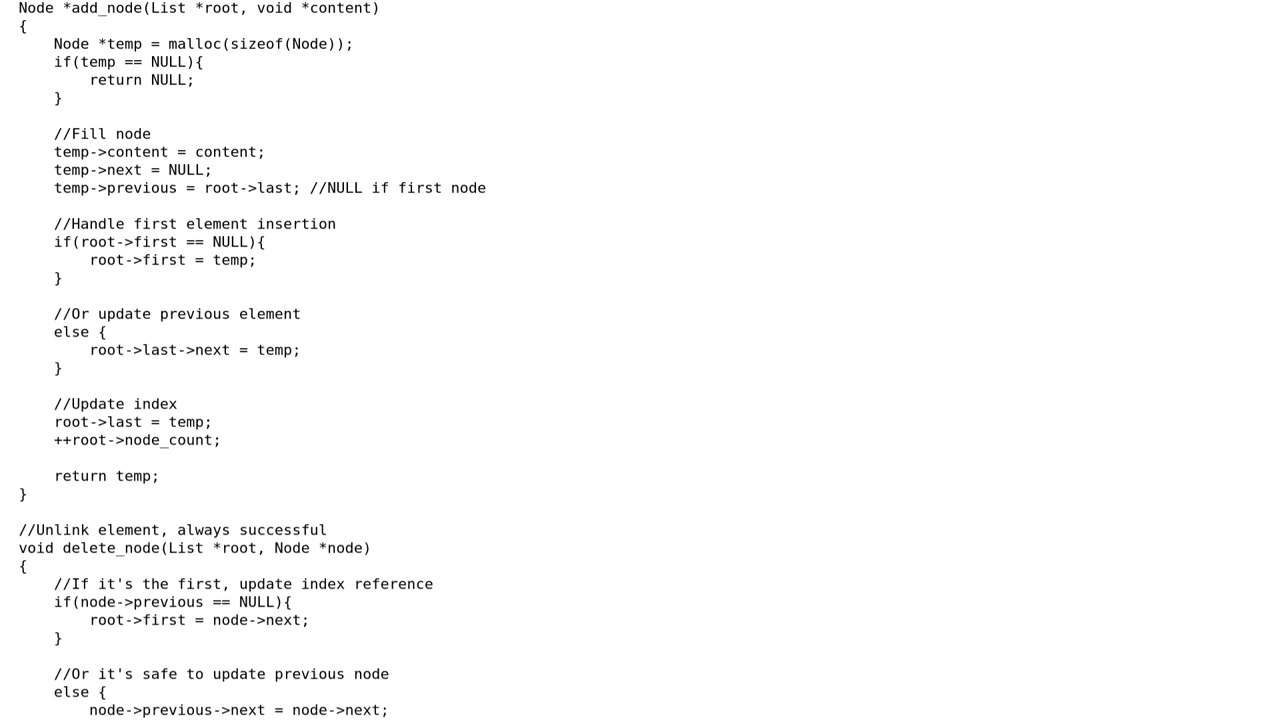 Node *add_node(List *root, void *content)
{
    Node *temp = malloc(sizeof(Node));
    if(temp == NULL){
        return NULL;
    }

    //Fill node
    temp->content = content;
    temp->next = NULL;
    temp->previous = root->last; //NULL if first node

    //Handle first element insertion
    if(root->first == NULL){
        root->first = temp;
    }

    //Or update previous element
    else {
        root->last->next = temp;
    }

    //Update index
    root->last = temp;
    ++root->node_count;

    return temp;
}

//Unlink element, always successful
void delete_node(List *root, Node *node)
{
    //If it's the first, update index reference
    if(node->previous == NULL){
        root->first = node->next;
    }

    //Or it's safe to update previous node
    else {
        node->previous->next = node->next;